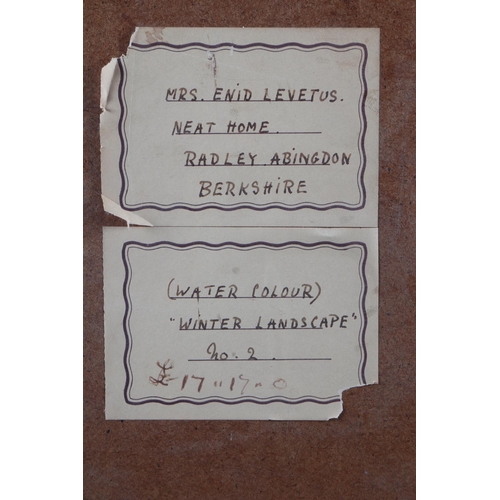 MRS. ENID LEVETUS.
NEAT HOME.
RADLEY. ABINGDON
BERKSHIRE
(WATER COLOUR)
"WINTER LANDSCAPE"
No. 2.
£17"17"0